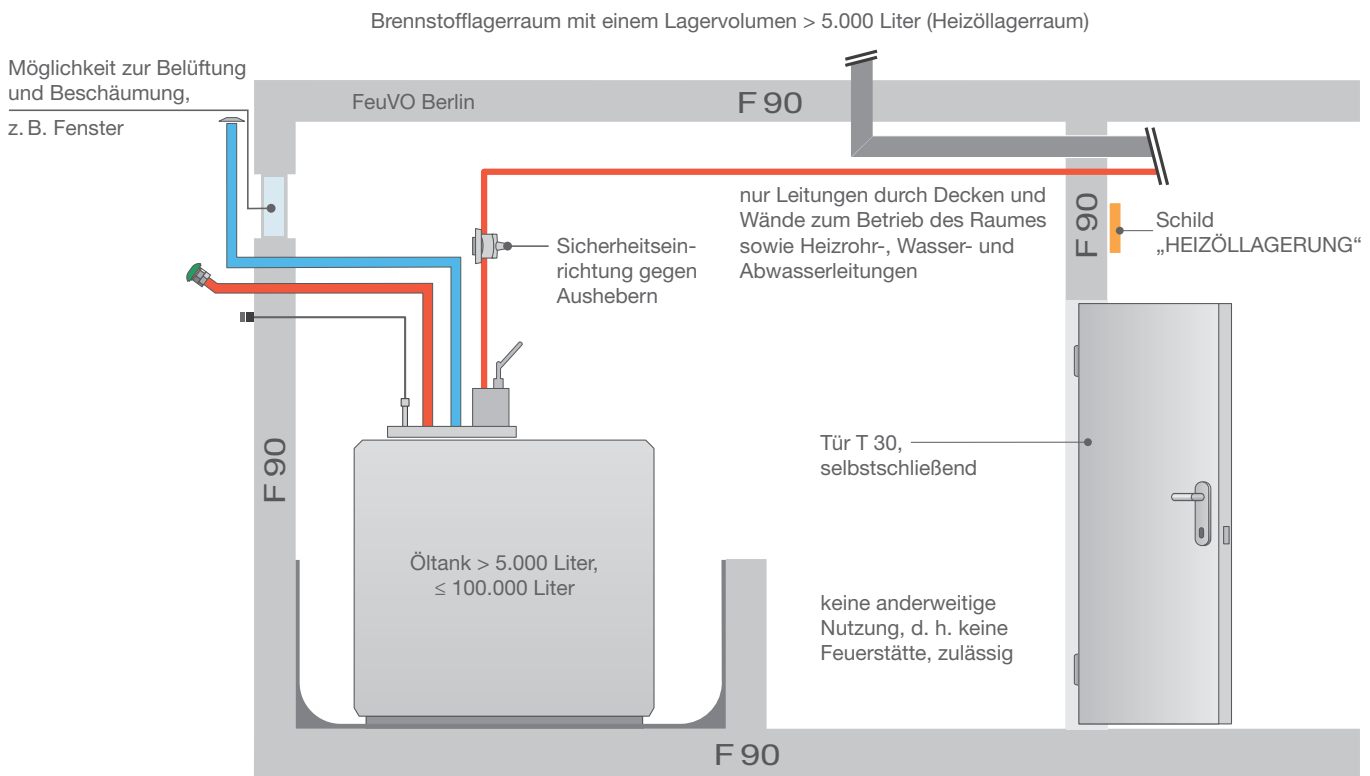 Brennstofflagerraum mit einem Lagervolumen > 5.000 Liter (Heizöllagerraum)
Möglichkeit zur Belüftung
und Beschäumung,
z. B. Fenster
FeuVO Berlin
F 90
nur Leitungen durch Decken und
Wände zum Betrieb des Raumes
sowie Heizrohr-, Wasser- und
Abwasserleitungen
F 90
Schild
„HEIZÖLLAGERUNG“
Sicherheitsein-
richtung gegen
Aushebern
F 90
Tür T 30,
selbstschließend
Öltank > 5.000 Liter,
≤ 100.000 Liter
keine anderweitige
Nutzung, d. h. keine
Feuerstätte, zulässig
F 90